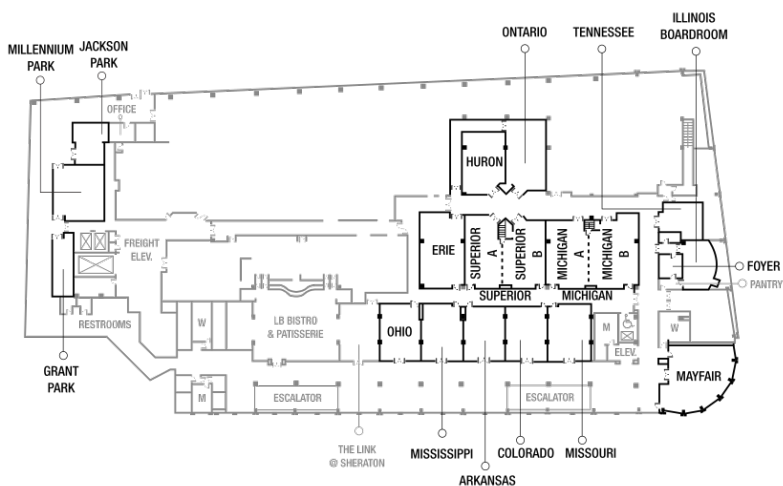 ILLINOIS
BOARDROOM
ONTARIO
TENNESSEE
JACKSON
PARK
MILLENNIUM
PARK
OFFICE
HURON
FREIGHT
ELEV.
ERIE
SUPERIOR
A
SUPERIOR
B
MICHIGAN
A
MICHIGAN
B
FOYER
PANTRY
SUPERIOR
MICHIGAN
RESTROOMS
W
LB BISTRO
& PATISSERIE
OHIO
M
ELEV.
W
GRANT
PARK
MAYFAIR
M
ESCALATOR
ESCALATOR
THE LINK
@ SHERATON
MISSISSIPPI
ARKANSAS
COLORADO
MISSOURI